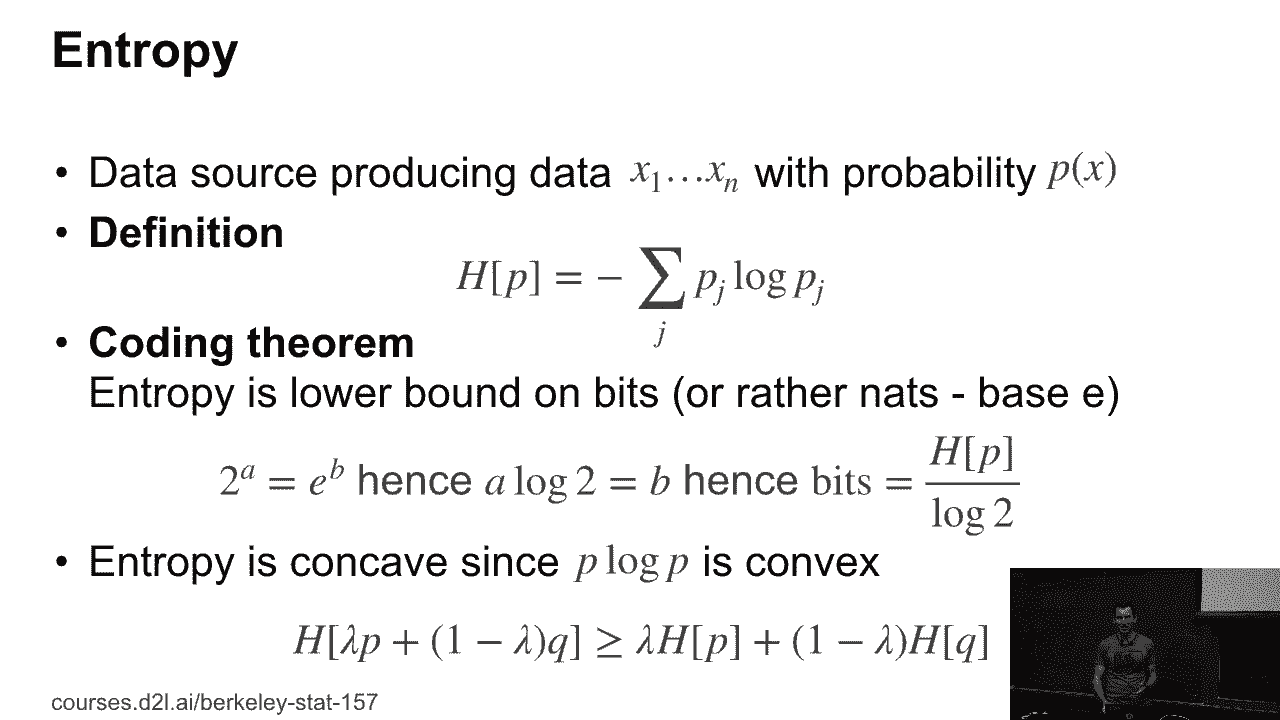 Entropy
• Data source producing data x₁…xₙ with probability p(x)
• Definition
H[p] = − ∑ⱼ pⱼ log pⱼ
• Coding theorem
Entropy is lower bound on bits (or rather nats - base e)
2ᵃ = eᵇ hence a log 2 = b hence bits = H[p] / log 2
• Entropy is concave since p log p is convex
H[λp + (1 − λ)q] ≥ λH[p] + (1 − λ)H[q]
courses.d2l.ai/berkeley-stat-157